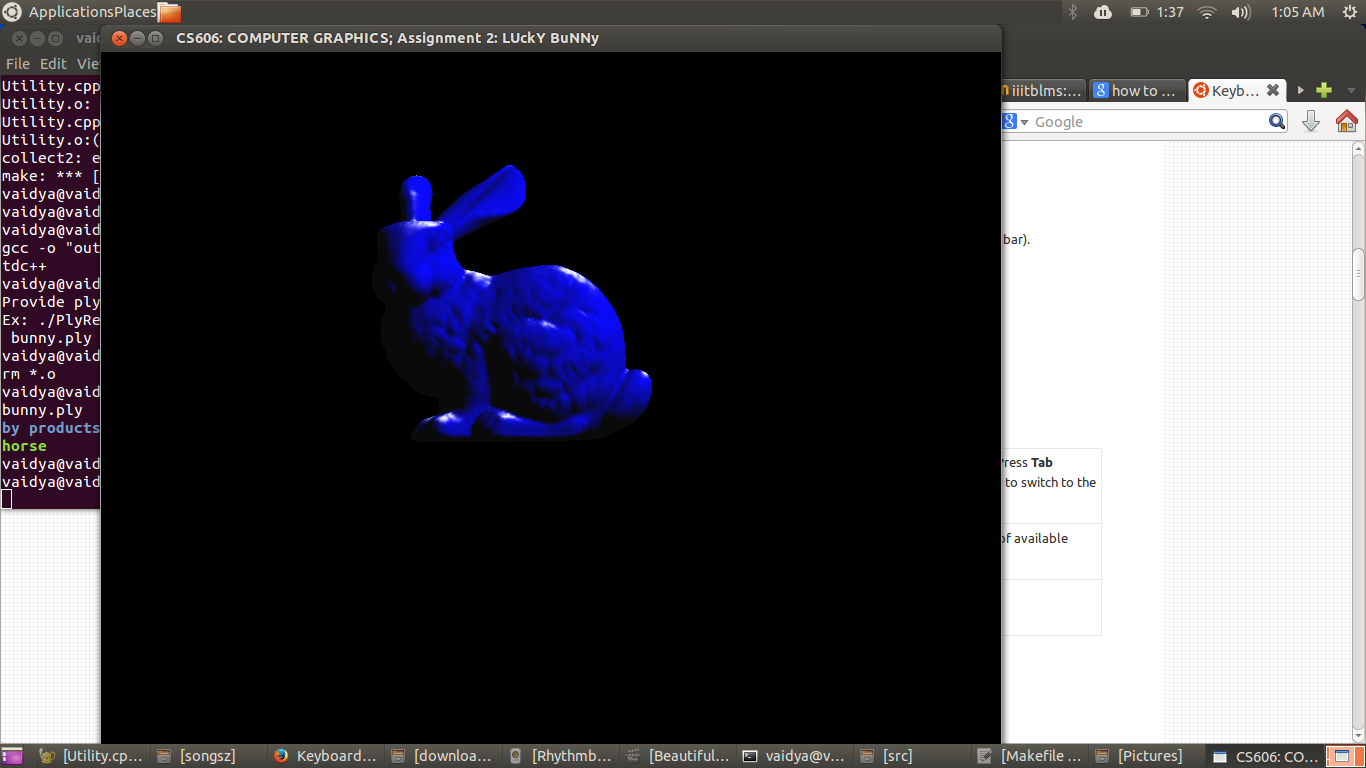 ApplicationsPlaces
1:37
1:05 AM
vaid
CS606: COMPUTER GRAPHICS; Assignment 2: LUckY BuNNy
File Edit Vie
Utility.cpp
Utility.o:
Utility.cpp
Utility.o:(
collect2: e
make: *** [
vaidya@vaid
vaidya@vaid
vaidya@vaid
gcc -o "out
tdc++
vaidya@vaid
Provide ply
Ex: ./PlyRe
bunny.ply
vaidya@vaid
rm *.o
vaidya@vaid
bunny.ply
by products
horse
vaidya@vaid
vaidya@vaid
iiitblms:...
how to ...
Keyb...
Google
bar).
Press Tab
to switch to the
of available
[Utility.cp...
[songsz]
Keyboard...
[downloa...
[Rhythmb...
[Beautiful...
vaidya@v...
[src]
[Makefile ...
[Pictures]
CS606: CO...